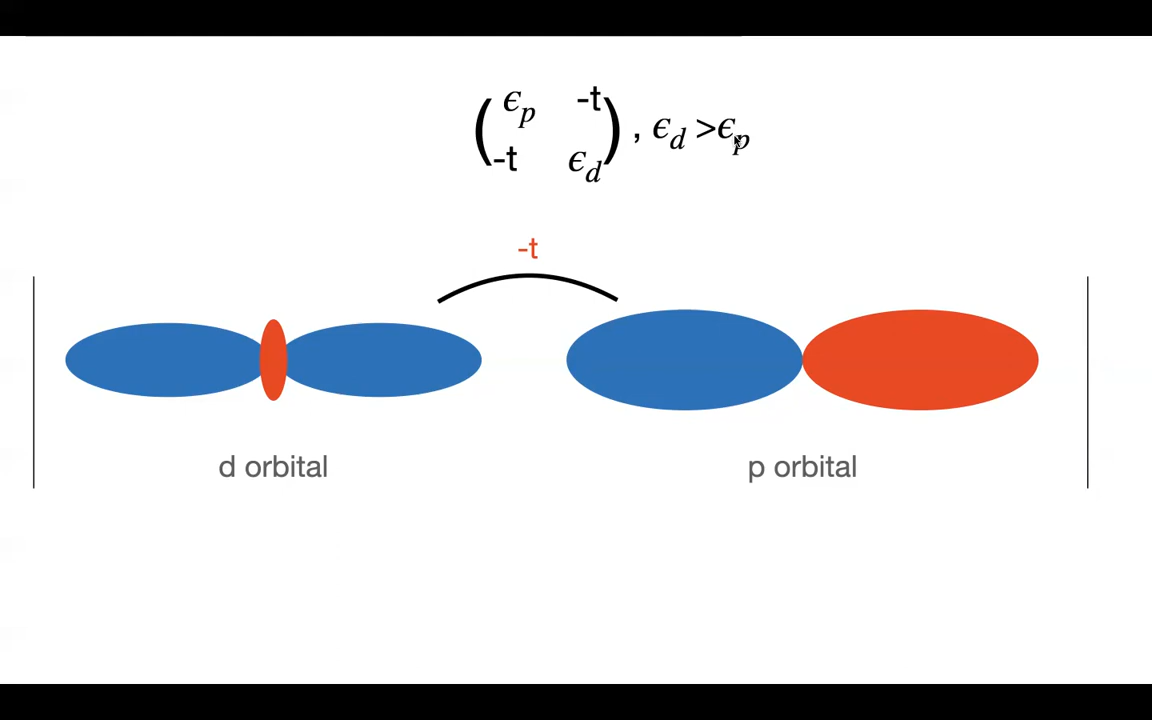 ϵp -t
-t ϵd
, ϵd >ϵp
-t
d orbital
p orbital